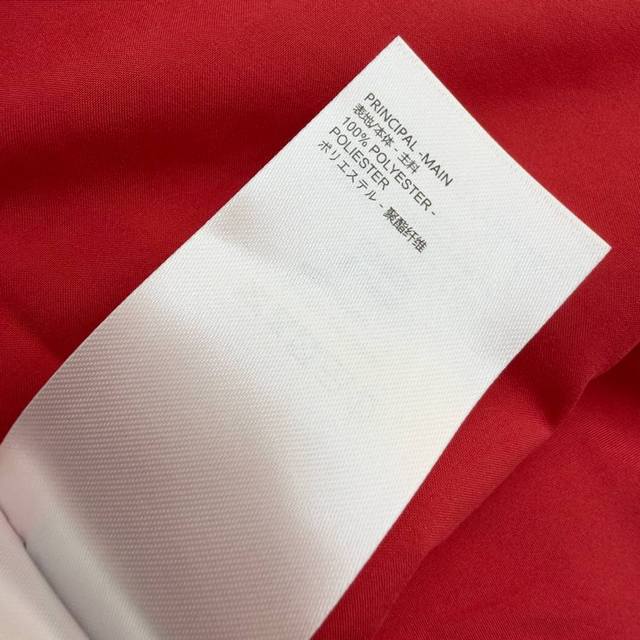 PRINCIPAL -MAIN
表地/本体 - 主料
100% POLYESTER -
POLIESTER
ポリエステル - 聚酯纤维